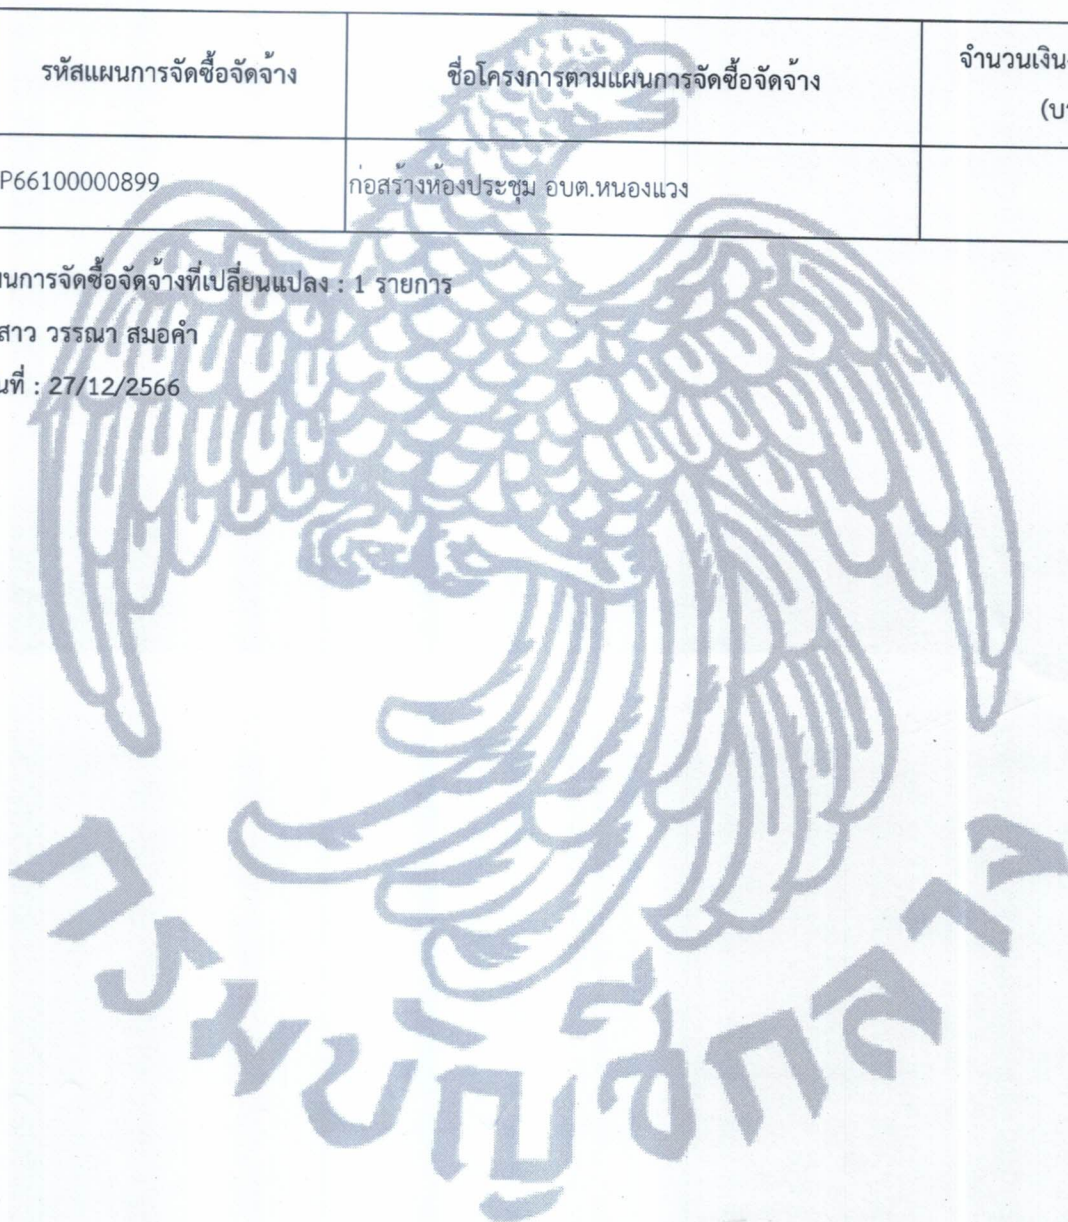 รหัสแผนการจัดซื้อจัดจ้าง ชื่อโครงการตามแผนการจัดซื้อจัดจ้าง จำนวนเงิน
(บ
P66100000899 ก่อสร้างห้องประชุม อบต.หนองแวง
นการจัดซื้อจัดจ้างที่เปลี่ยนแปลง : 1 รายการ
สาว วรรณา สมอคำ
นที่ : 27/12/2566
กรมบัญชีกลาง